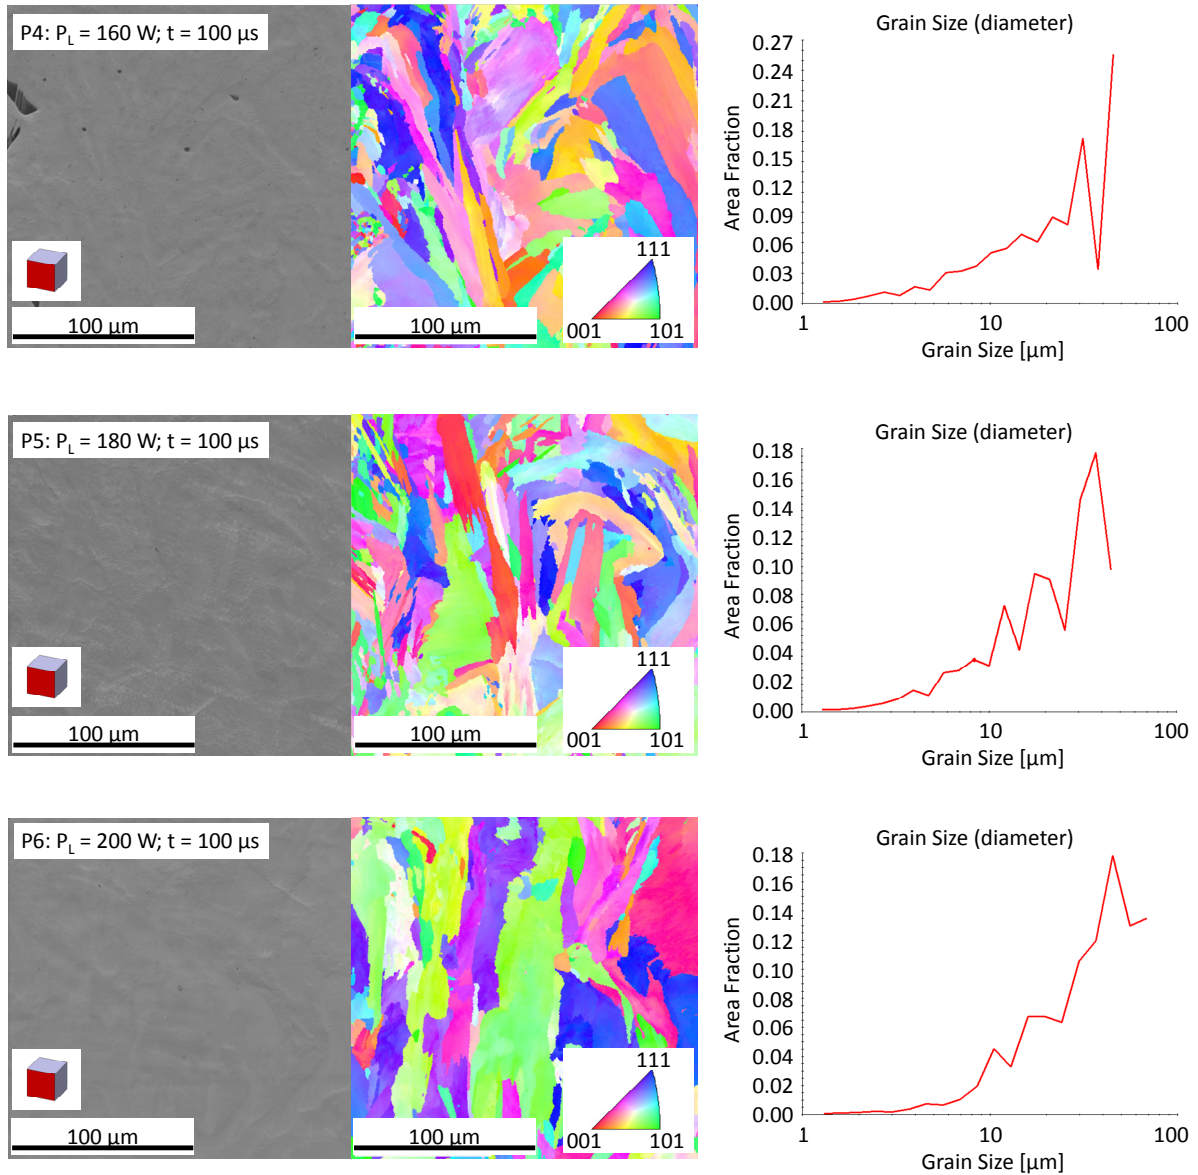 P4: PL = 160 W; t = 100 µs
100 µm
111
001 101
100 µm
Grain Size (diameter)
Area Fraction
0.27
0.24
0.21
0.18
0.15
0.12
0.09
0.06
0.03
0.00
1 10 100
Grain Size [µm]
P5: PL = 180 W; t = 100 µs
100 µm
111
001 101
100 µm
Grain Size (diameter)
Area Fraction
0.18
0.16
0.14
0.12
0.10
0.08
0.06
0.04
0.02
0.00
1 10 100
Grain Size [µm]
P6: PL = 200 W; t = 100 µs
100 µm
111
001 101
100 µm
Grain Size (diameter)
Area Fraction
0.18
0.16
0.14
0.12
0.10
0.08
0.06
0.04
0.02
0.00
1 10 100
Grain Size [µm]